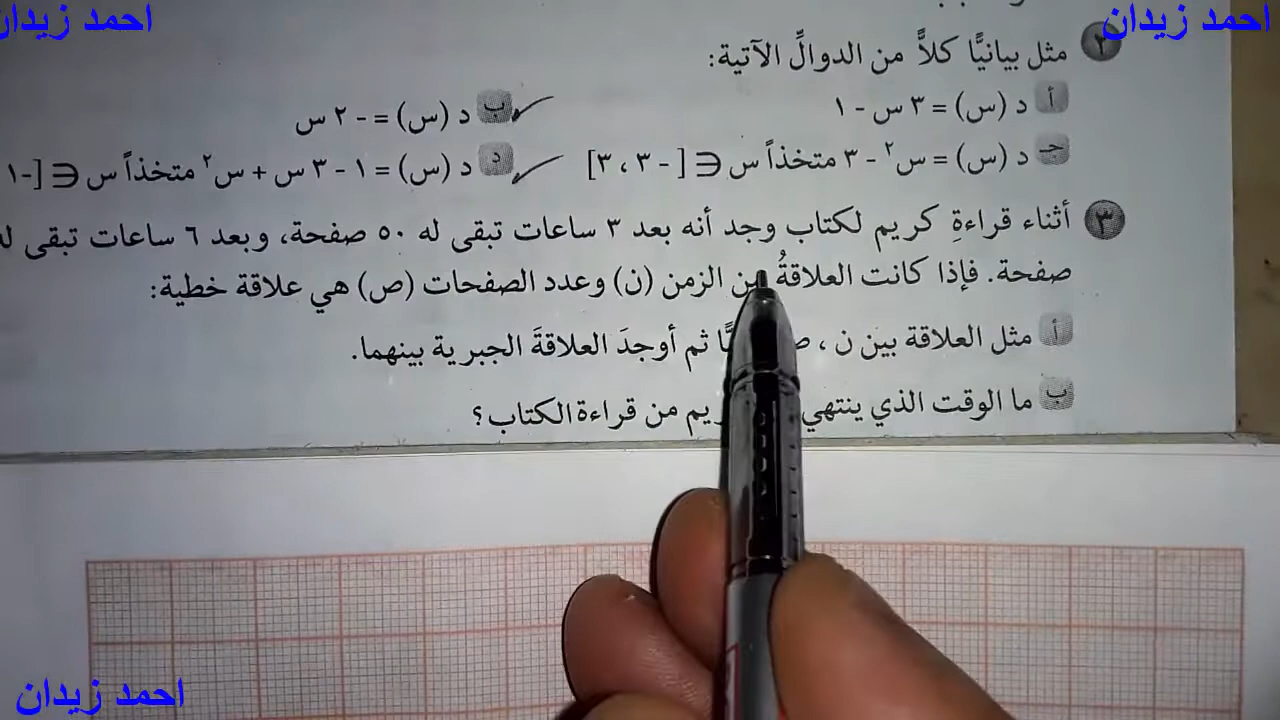 احمد زيدان
احمد زيدان
٢ مثل بيانيًّا كلاًّ من الدوالِّ الآتية:
أ د (س) = ٣ س - ١
ب د (س) = - ٢ س
جـ د (س) = س٢ - ٣ متخذاً س ∈ [ - ٣ ، ٣]
د د (س) = ١ - ٣ س + س٢ متخذاً س ∈ [-١
٣ أثناء قراءةِ كريم لكتاب وجد أنه بعد ٣ ساعات تبقى له ٥٠ صفحة، وبعد ٦ ساعات تبقى له
صفحة. فإذا كانت العلاقةُ الزمن (ن) وعدد الصفحات (ص) هي علاقة خطية:
أ مثل العلاقة بين ن ، ثم أوجدَ العلاقةَ الجبرية بينهما.
ب ما الوقت الذي ينتهي من قراءة الكتاب؟
احمد زيدان